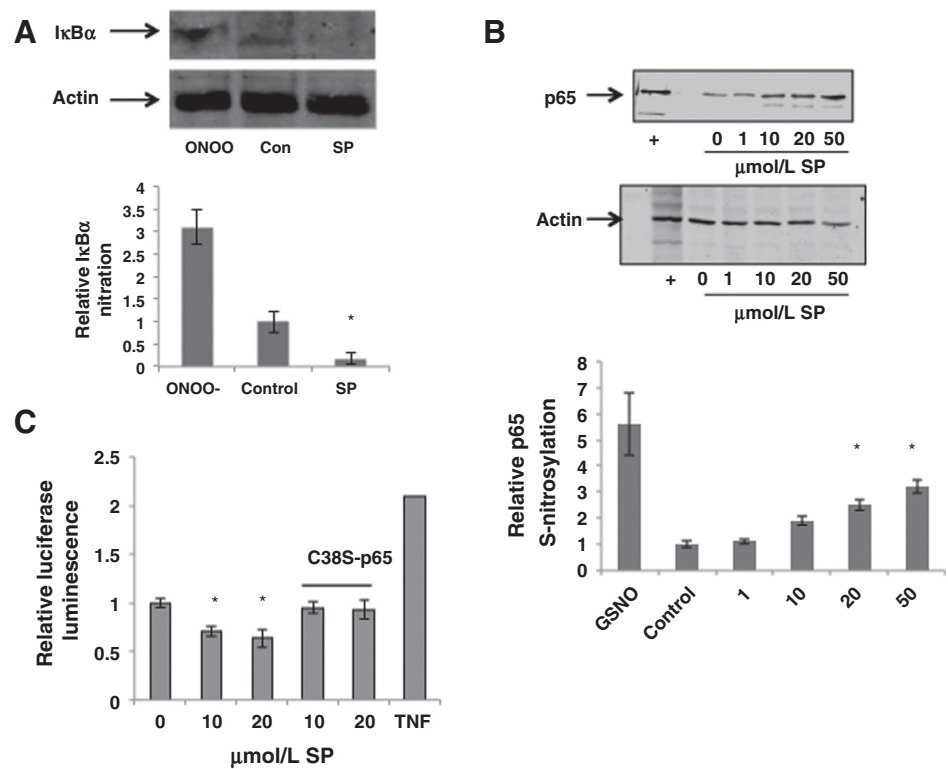 A
IκBα
Actin
ONOO Con SP
4
3.5
3
2.5
2
1.5
1
0.5
0
Relative IκBα
nitration
*
ONOO- Control SP
B
p65
+ 0 1 10 20 50
μmol/L SP
Actin
+ 0 1 10 20 50
μmol/L SP
8
7
6
5
4
3
2
1
0
Relative p65
S-nitrosylation
* *
GSNO Control 1 10 20 50
C
2.5
2
1.5
1
0.5
0
Relative luciferase
luminescence
C38S-p65
* *
0 10 20 10 20 TNF
μmol/L SP